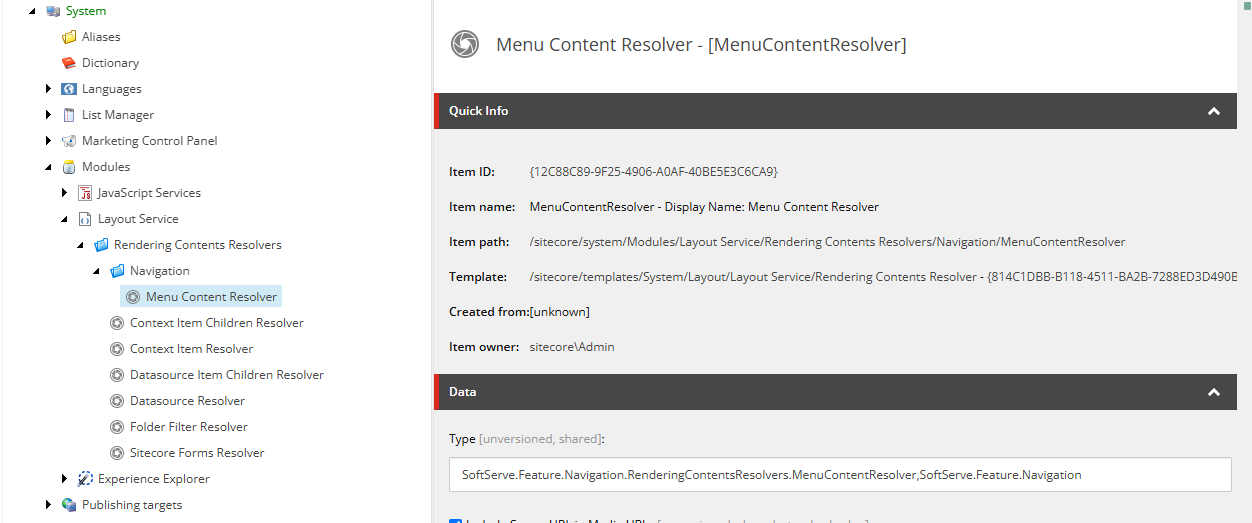 System
Aliases
Dictionary
Languages
List Manager
Marketing Control Panel
Modules
JavaScript Services
Layout Service
Rendering Contents Resolvers
Navigation
Menu Content Resolver
Context Item Children Resolver
Context Item Resolver
Datasource Item Children Resolver
Datasource Resolver
Folder Filter Resolver
Sitecore Forms Resolver
Experience Explorer
Publishing targets
Menu Content Resolver - [MenuContentResolver]
Quick Info
Item ID: {12C88C89-9F25-4906-A0AF-40BE5E3C6CA9}
Item name: MenuContentResolver - Display Name: Menu Content Resolver
Item path: /sitecore/system/Modules/Layout Service/Rendering Contents Resolvers/Navigation/MenuContentResolver
Template: /sitecore/templates/System/Layout/Layout Service/Rendering Contents Resolver - {814C1DBB-B118-4511-BA2B-7288ED3D490E
Created from:[unknown]
Item owner: sitecore\Admin
Data
Type [unversioned, shared]:
SoftServe.Feature.Navigation.RenderingContentsResolvers.MenuContentResolver,SoftServe.Feature.Navigation